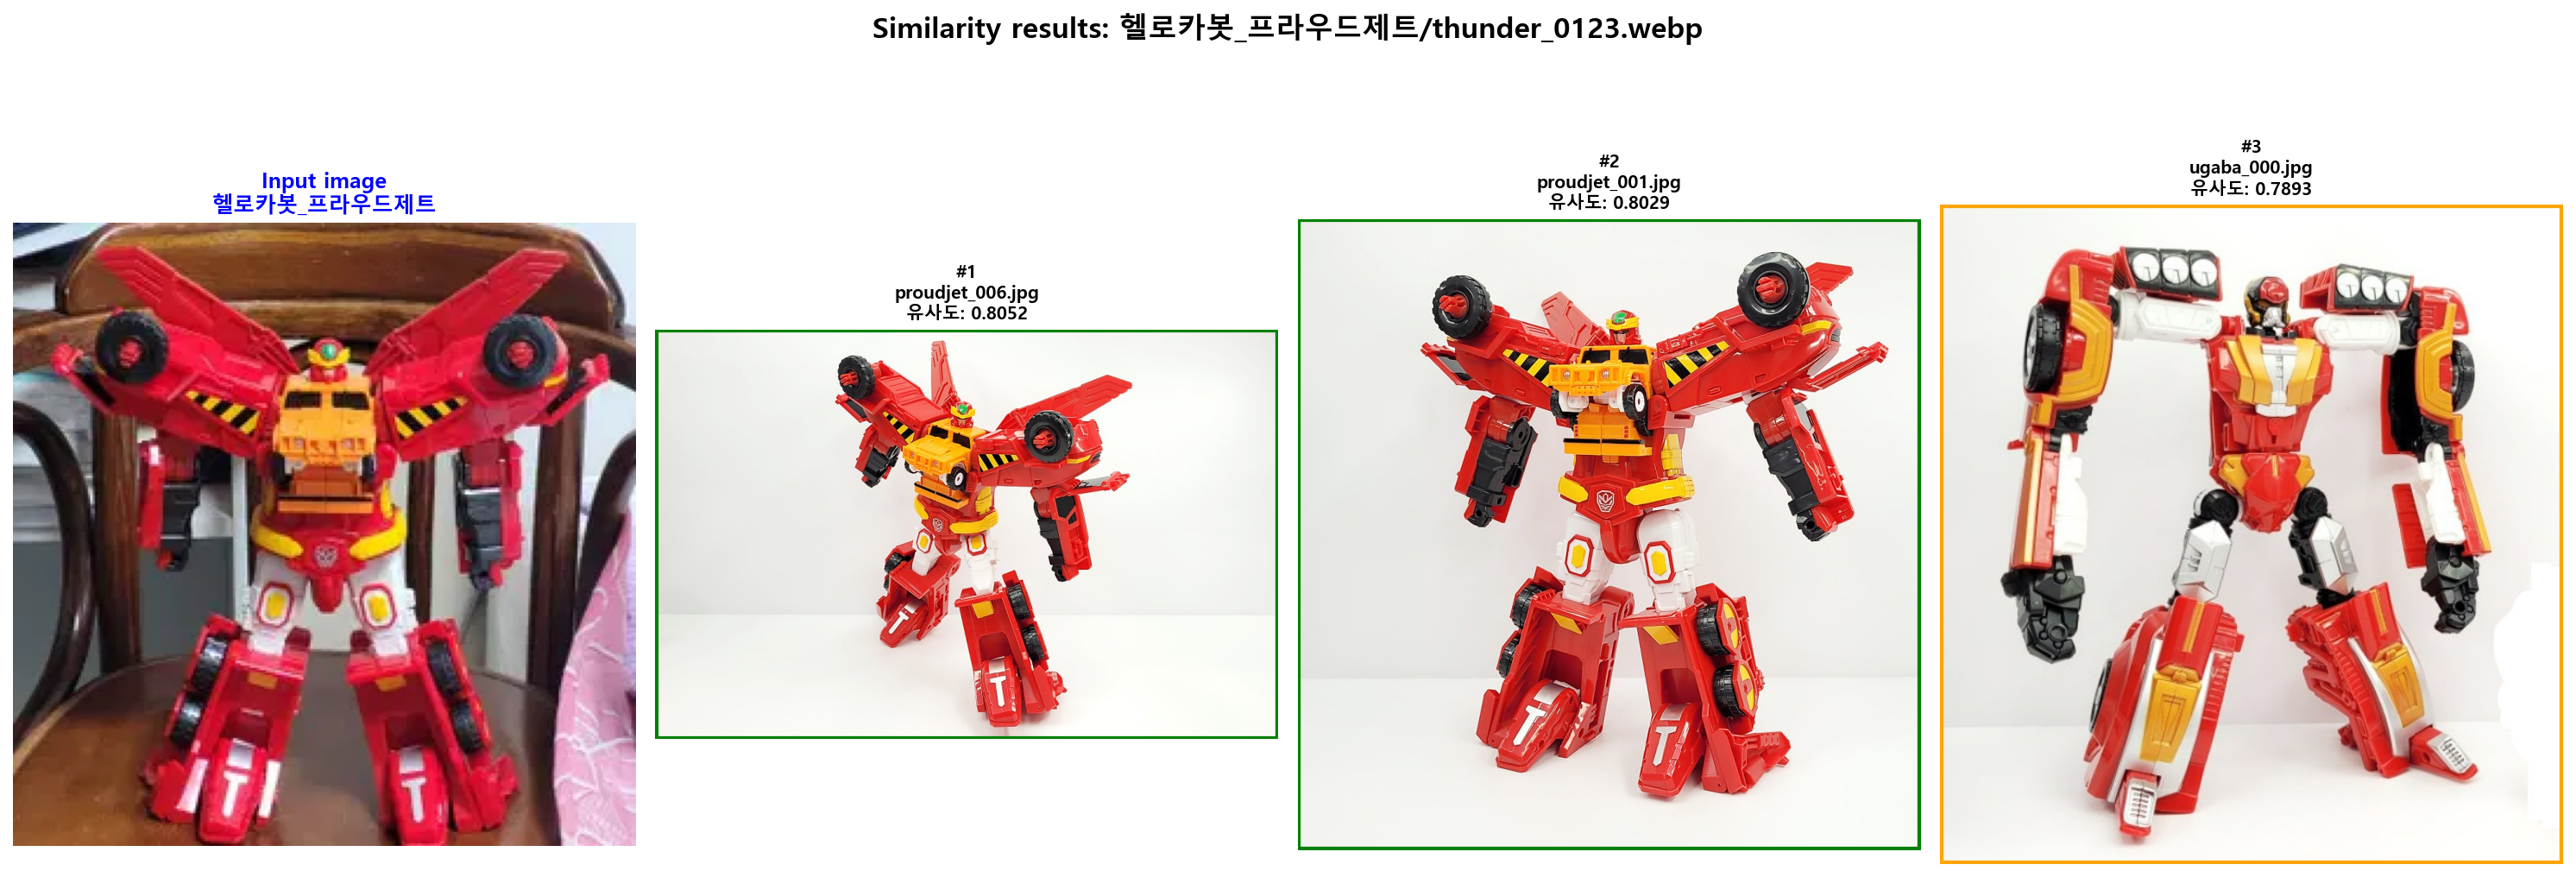 Similarity results: 헬로카봇_프라우드제트/thunder_0123.webp
Input image
헬로카봇_프라우드제트
#1
proudjet_006.jpg
유사도: 0.8052
#2
proudjet_001.jpg
유사도: 0.8029
#3
ugaba_000.jpg
유사도: 0.7893
T T
T T
T T